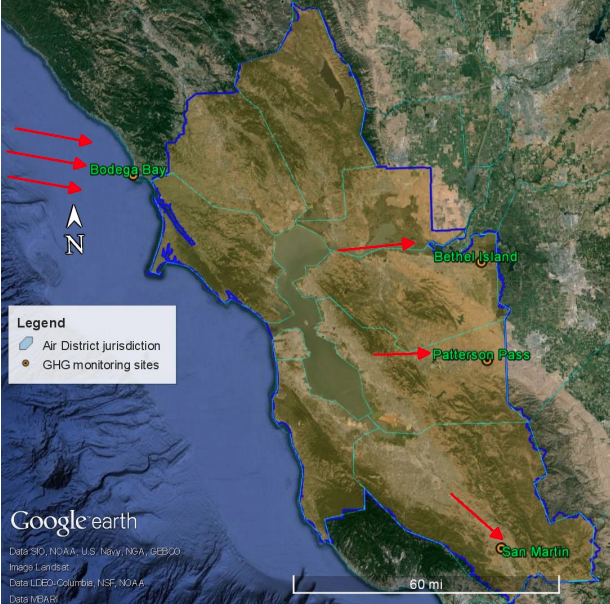 Bodega Bay
N
Bethel Island
Legend
Air District jurisdiction
GHG monitoring sites
Patterson Pass
Google earth
San Martin
Data SIO, NOAA, U.S. Navy, NGA, GEBCO
Image Landsat
Data LDEO-Columbia, NSF, NOAA
60 mi
Data MBARI